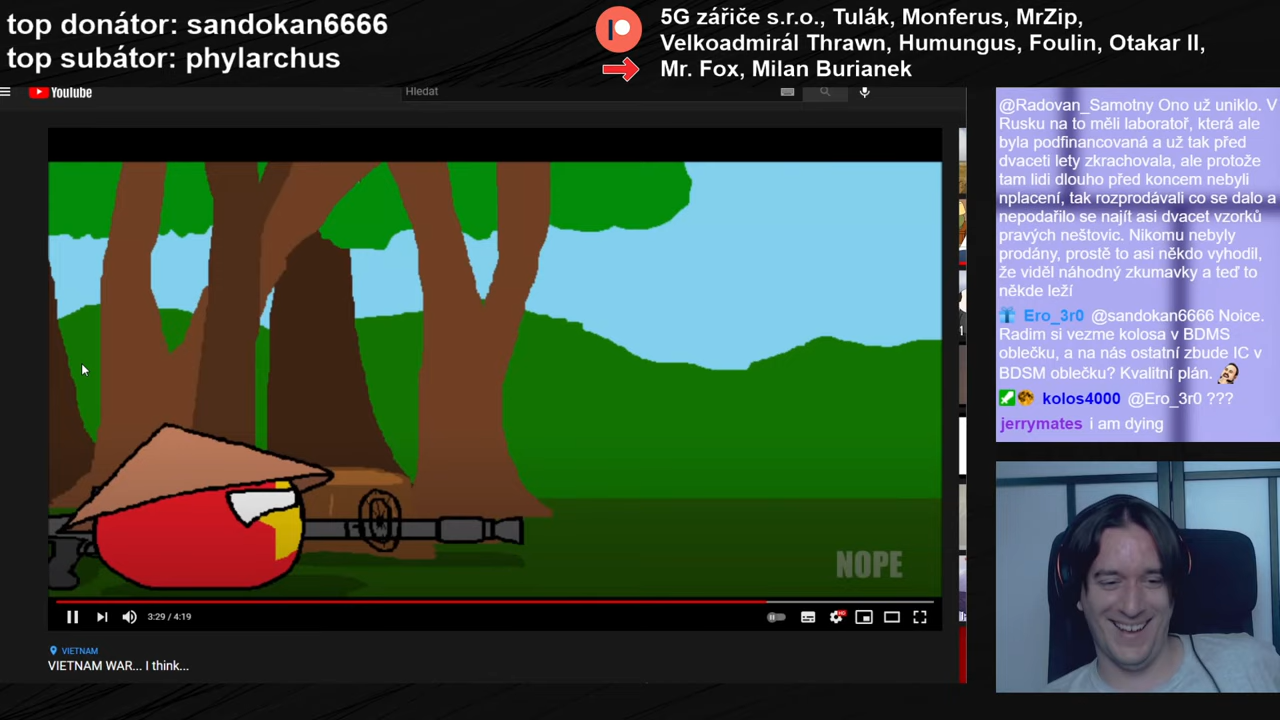 top donátor: sandokan6666
top subátor: phylarchus
5G zářiče s.r.o., Tulák, Monferus, MrZip,
Velkoadmirál Thrawn, Humungus, Foulin, Otakar II,
Mr. Fox, Milan Burianek
Youtube
Hledat
NOPE
3:29 / 4:19
HD
VIETNAM
VIETNAM WAR... I think...
@Radovan_Samotny Ono už uniklo. V
Rusku na to měli laboratoř, která ale
byla podfinancovaná a už tak před
dvaceti lety zkrachovala, ale protože
tam lidi dlouho před koncem nebyli
nplacení, tak rozprodávali co se dalo a
nepodařilo se najít asi dvacet vzorků
pravých neštovic. Nikomu nebyly
prodány, prostě to asi někdo vyhodil,
že viděl náhodný zkumavky a teď to
někde leží
Ero_3r0 @sandokan6666 Noice.
Radim si vezme kolosa v BDMS
oblečku, a na nás ostatní zbude IC v
BDSM oblečku? Kvalitní plán.
kolos4000 @Ero_3r0 ???
jerrymates i am dying